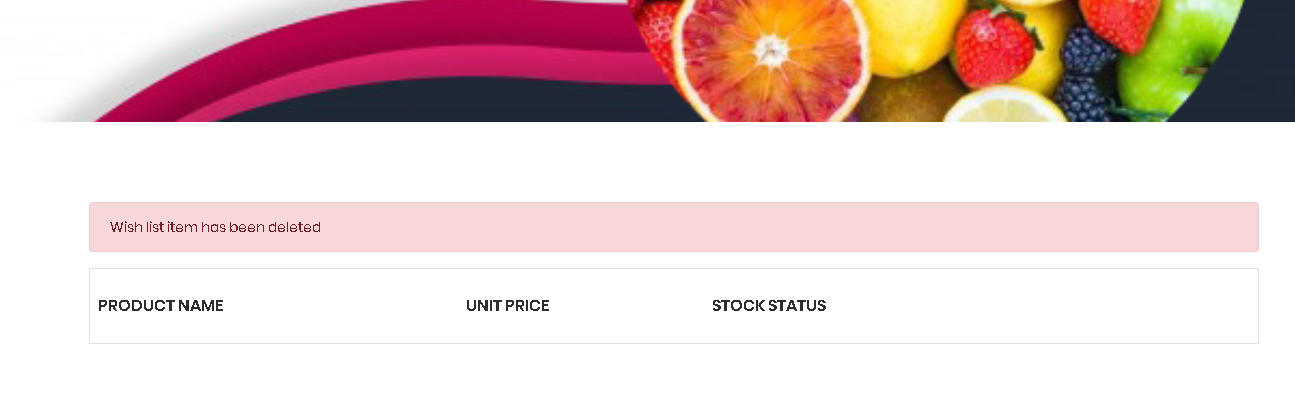 Wish list item has been deleted
PRODUCT NAME UNIT PRICE STOCK STATUS